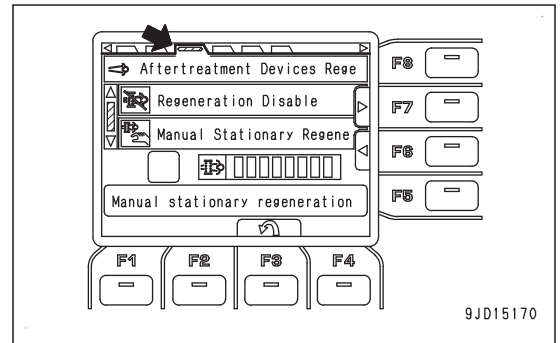 Aftertreatment Devices Rege
Regeneration Disable
Manual Stationary Regene
Manual stationary regeneration
F8
F7
F6
F5
F1
F2
F3
F4
9JD15170